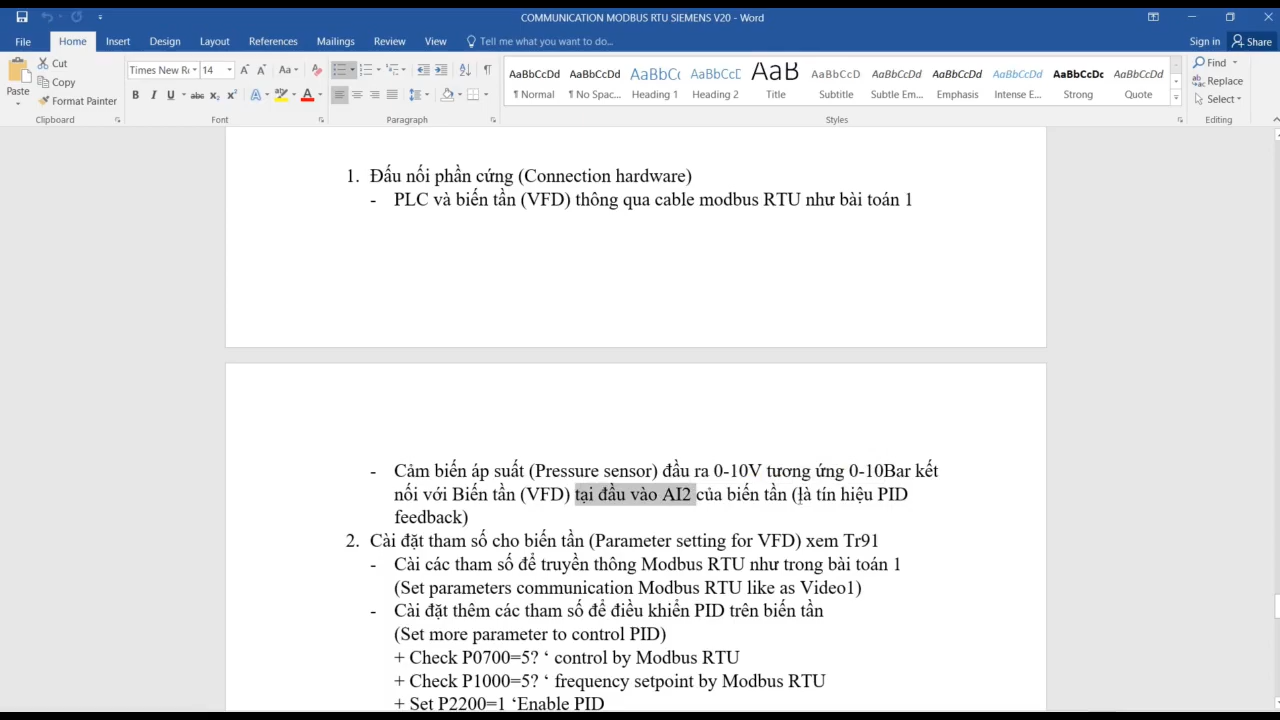 COMMUNICATION MODBUS RTU SIEMENS V20 - Word
File Home Insert Design Layout References Mailings Review View Tell me what you want to do... Sign in Share
Cut
Copy
Format Painter
Paste
Clipboard
Times New Ro 14
Font
Paragraph
AaBbCcDd AaBbCcDd AaBbCc AaBbCcD AaB AaBbCcD AaBbCcDd AaBbCcDd AaBbCcDd AaBbCcDc AaBbCcDd
¶ Normal ¶ No Spac... Heading 1 Heading 2 Title Subtitle Subtle Em... Emphasis Intense E... Strong Quote
Styles
Find
Replace
Select
Editing
1. Đấu nối phần cứng (Connection hardware)
- PLC và biến tần (VFD) thông qua cable modbus RTU như bài toán 1
- Cảm biến áp suất (Pressure sensor) đầu ra 0-10V tương ứng 0-10Bar kết
nối với Biến tần (VFD) tại đầu vào AI2 của biến tần (là tín hiệu PID
feedback)
2. Cài đặt tham số cho biến tần (Parameter setting for VFD) xem Tr91
- Cài các tham số để truyền thông Modbus RTU như trong bài toán 1
(Set parameters communication Modbus RTU like as Video1)
- Cài đặt thêm các tham số để điều khiển PID trên biến tần
(Set more parameter to control PID)
+ Check P0700=5? ‘ control by Modbus RTU
+ Check P1000=5? ‘ frequency setpoint by Modbus RTU
+ Set P2200=1 ‘Enable PID